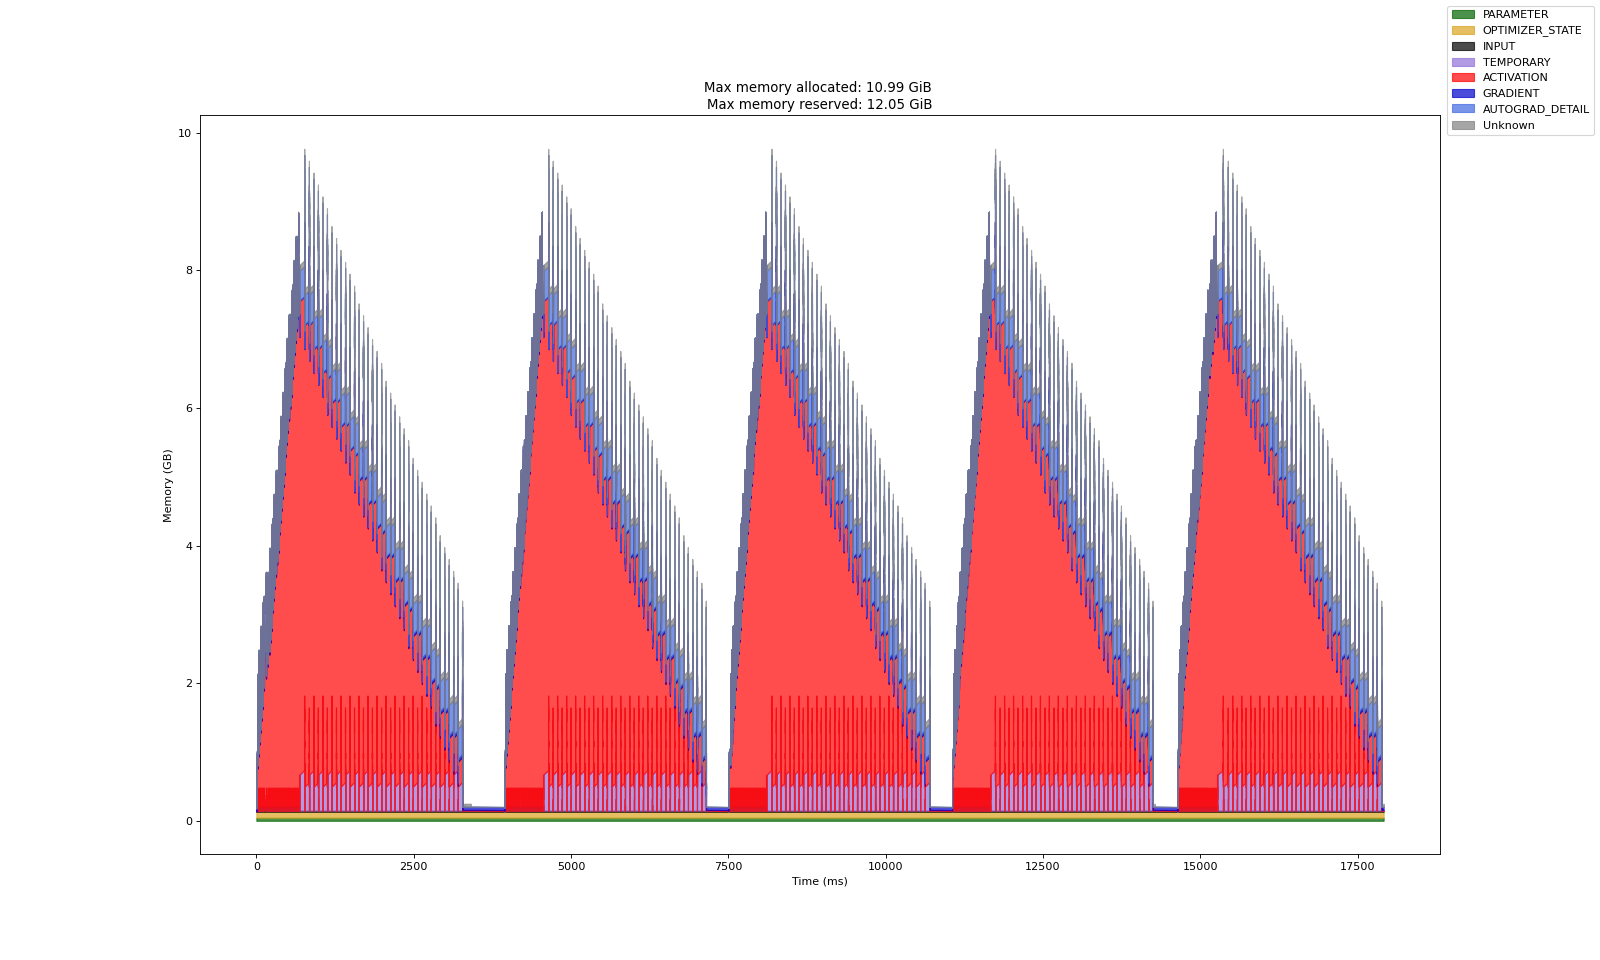 PARAMETER
OPTIMIZER_STATE
INPUT
TEMPORARY
ACTIVATION
GRADIENT
AUTOGRAD_DETAIL
Unknown
Max memory allocated: 10.99 GiB
Max memory reserved: 12.05 GiB
10
8
6
4
2
0
Memory (GB)
0 2500 5000 7500 10000 12500 15000 17500
Time (ms)